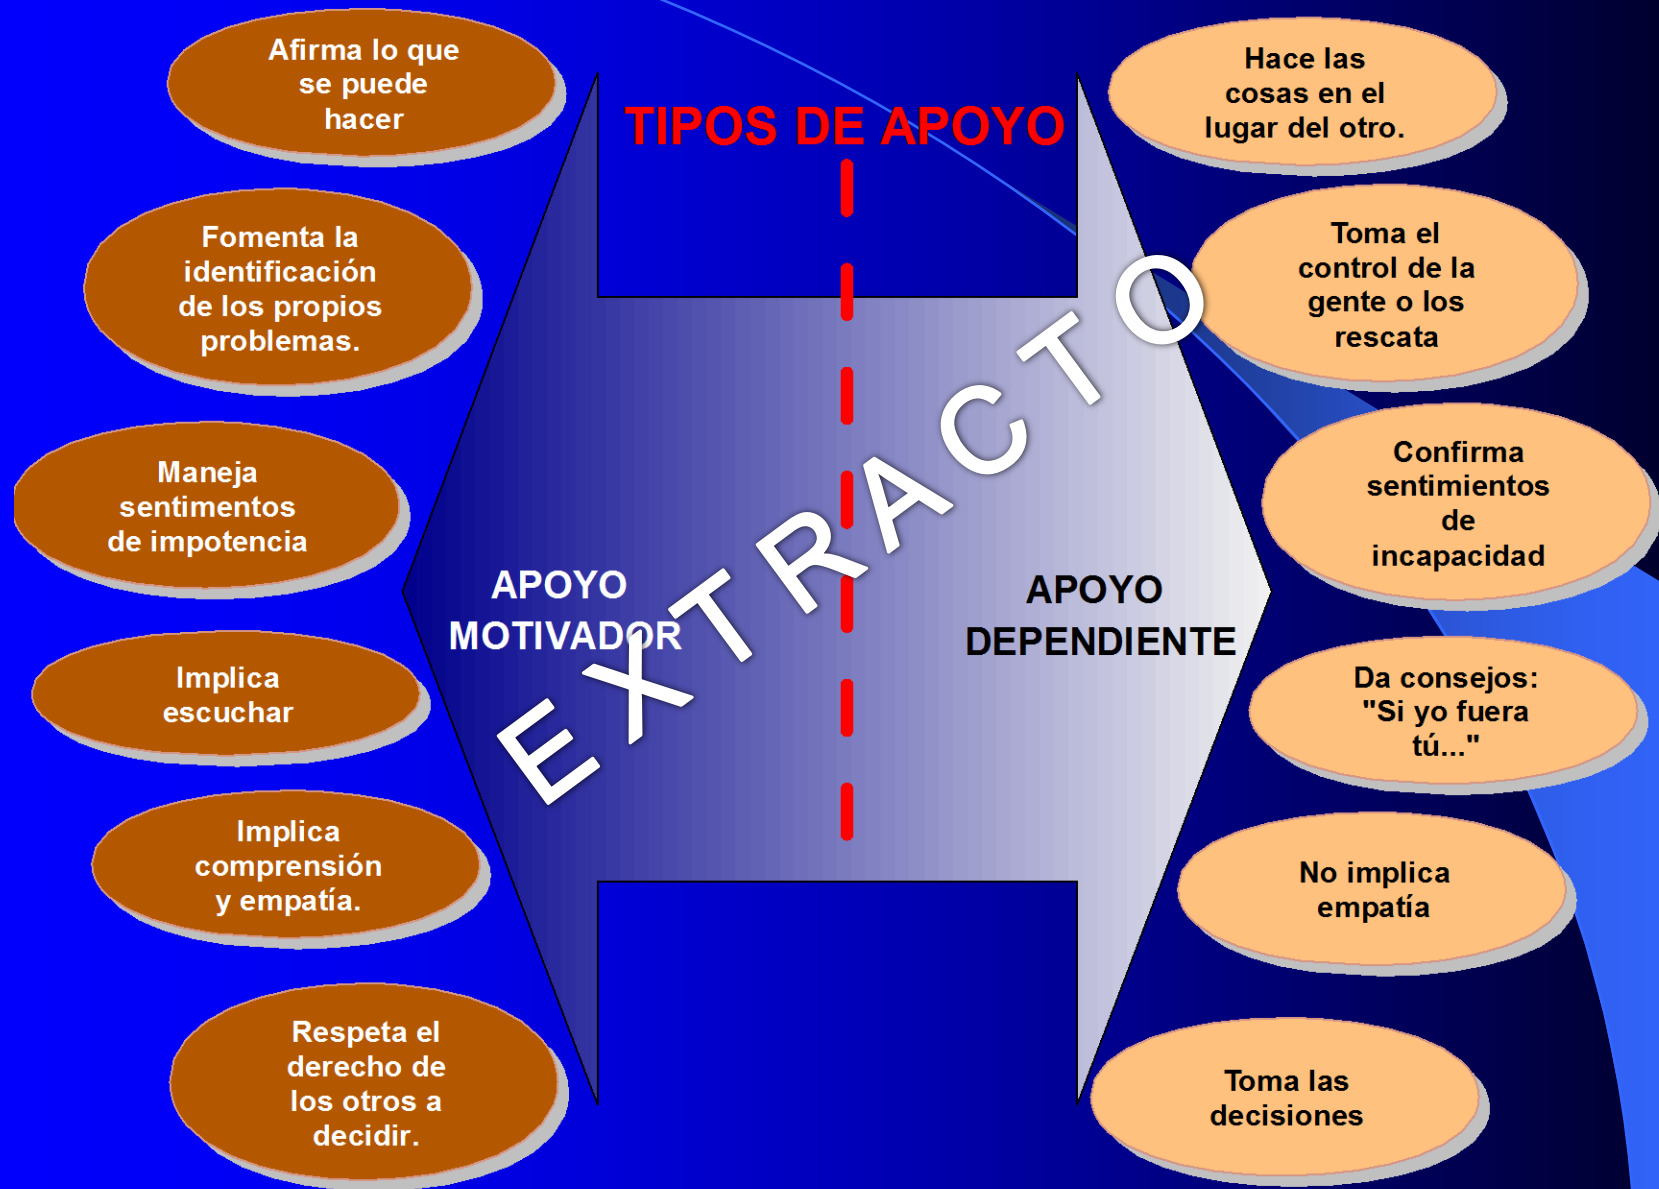 TIPOS DE APOYO
Afirma lo que
se puede
hacer
Fomenta la
identificación
de los propios
problemas.
Maneja
sentimentos
de impotencia
Implica
escuchar
Implica
comprensión
y empatía.
Respeta el
derecho de
los otros a
decidir.
APOYO
MOTIVADOR
EXTRACTO
APOYO
DEPENDIENTE
Hace las
cosas en el
lugar del otro.
Toma el
control de la
gente o los
rescata
Confirma
sentimientos
de
incapacidad
Da consejos:
"Si yo fuera
tú..."
No implica
empatía
Toma las
decisiones